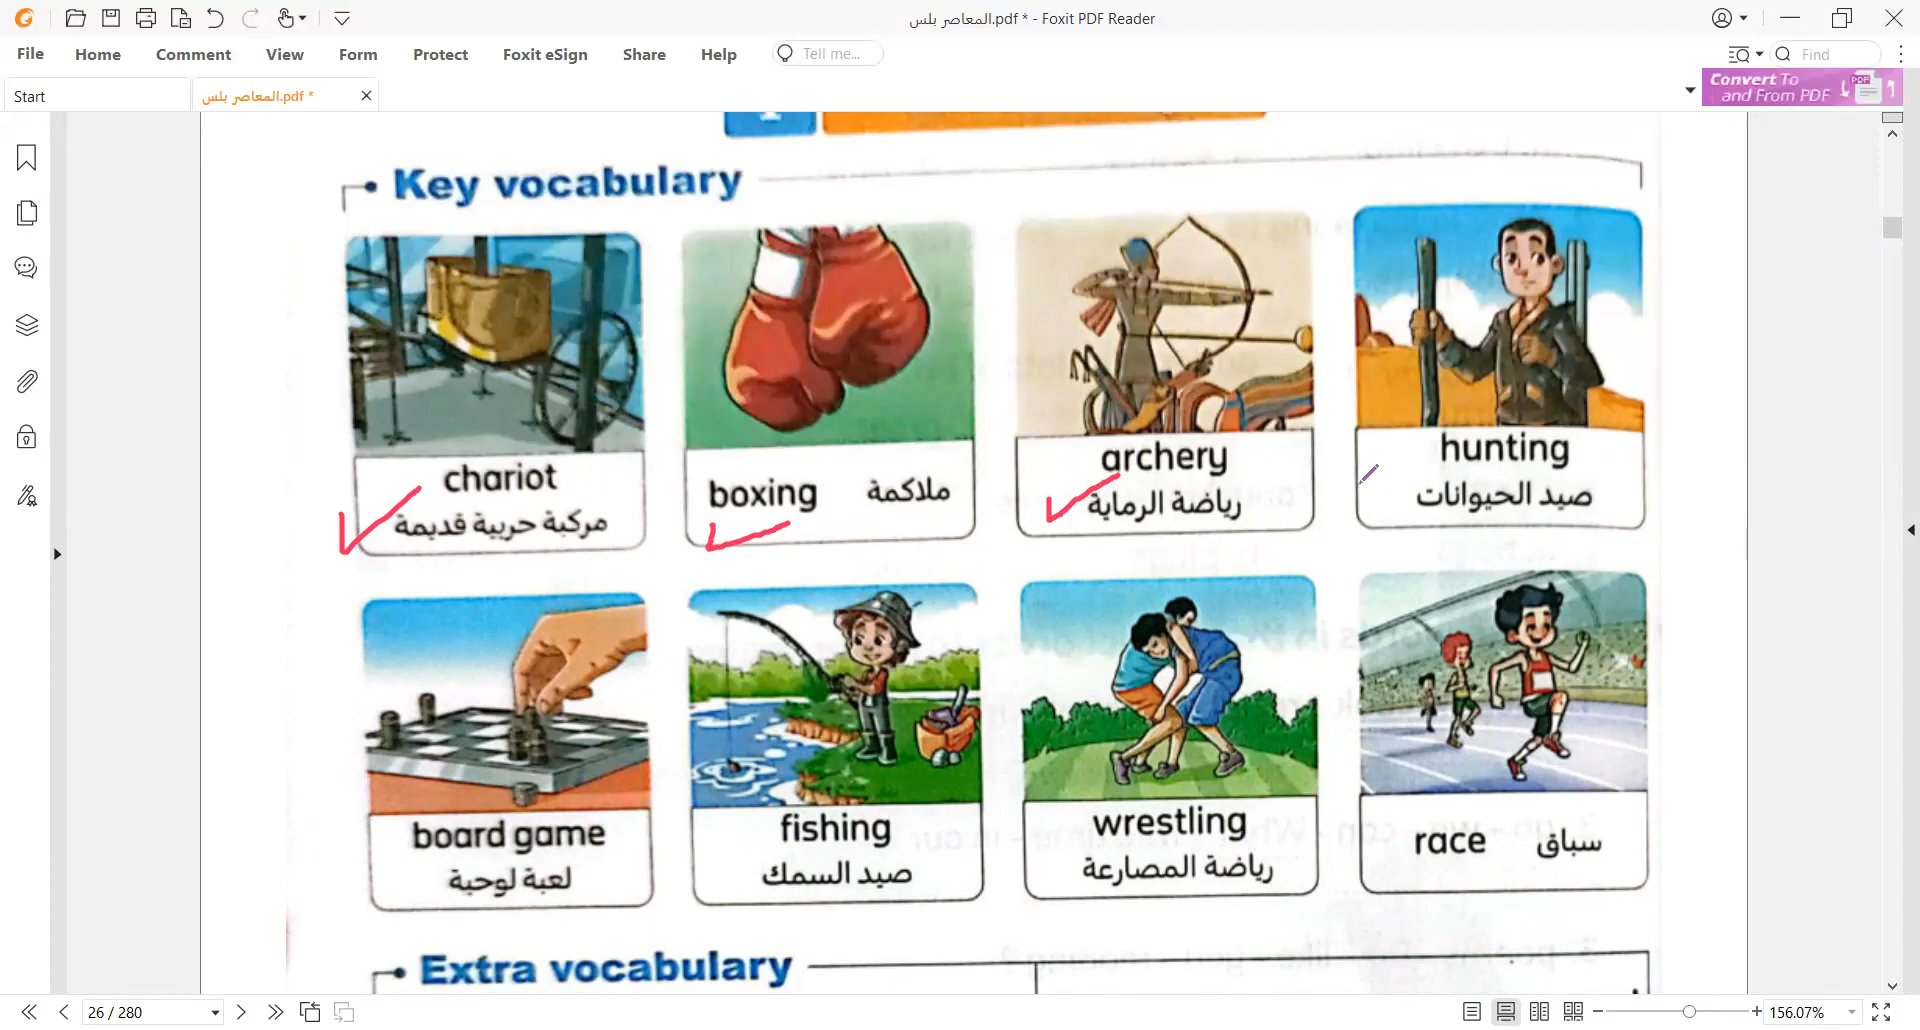 المعاصر بلس.pdf * - Foxit PDF Reader
File Home Comment View Form Protect Foxit eSign Share Help Tell me... Find
Start المعاصر بلس.pdf *
Convert To
and From PDF
Key vocabulary
chariot
مركبة حربية قديمة
boxing ملاكمة
archery
رياضة الرماية
hunting
صيد الحيوانات
board game
لعبة لوحية
fishing
صيد السمك
wrestling
رياضة المصارعة
race سباق
Extra vocabulary
26 / 280 156.07%